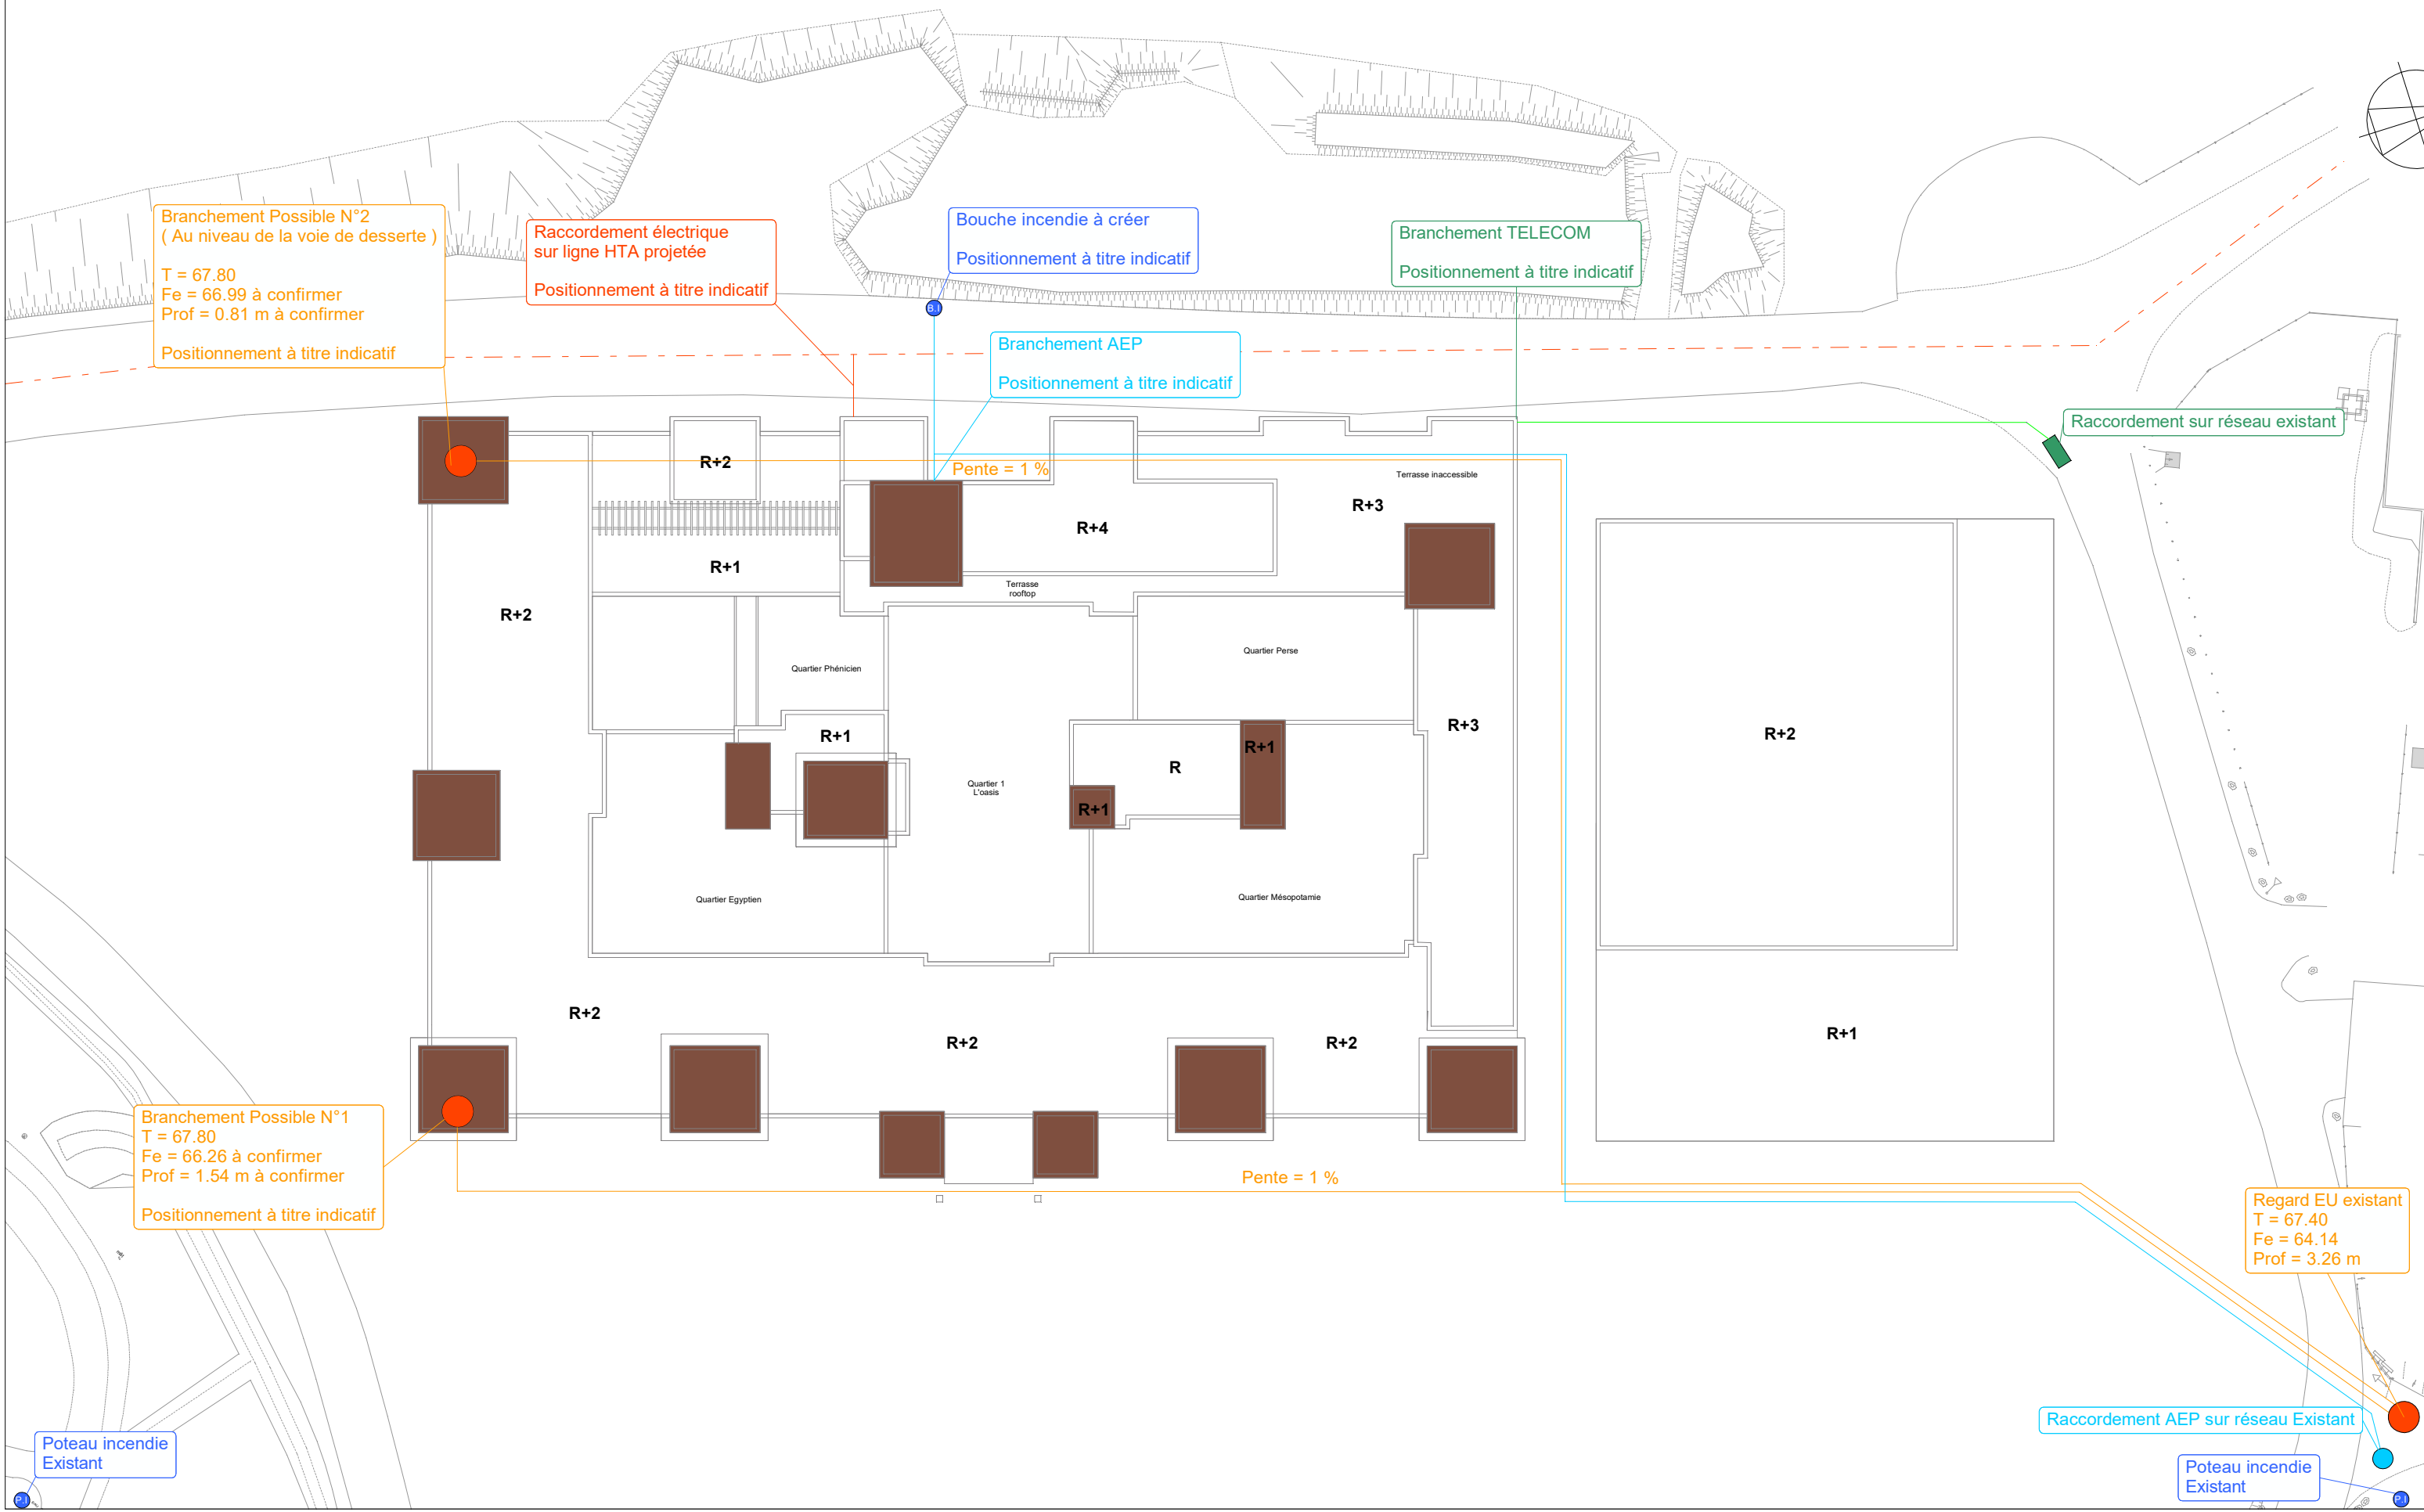 Branchement Possible N°2
( Au niveau de la voie de desserte )
T = 67.80
Fe = 66.99 à confirmer
Prof = 0.81 m à confirmer
Positionnement à titre indicatif
Raccordement électrique
sur ligne HTA projetée
Positionnement à titre indicatif
Bouche incendie à créer
Positionnement à titre indicatif
B.I
Branchement TELECOM
Positionnement à titre indicatif
Branchement AEP
Positionnement à titre indicatif
Raccordement sur réseau existant
R+2
Pente = 1 %
Terrasse inaccessible
R+3
R+4
R+1
Terrasse
rooftop
R+2
Quartier Phénicien
Quartier Perse
R+1
R+3
R+2
R+1
R
Quartier 1
L'oasis
R+1
Quartier Egyptien
Quartier Mésopotamie
R+2
R+2
R+2
R+1
Branchement Possible N°1
T = 67.80
Fe = 66.26 à confirmer
Prof = 1.54 m à confirmer
Positionnement à titre indicatif
Pente = 1 %
Regard EU existant
T = 67.40
Fe = 64.14
Prof = 3.26 m
Raccordement AEP sur réseau Existant
Poteau incendie
Existant
P.I
Poteau incendie
Existant
P.I